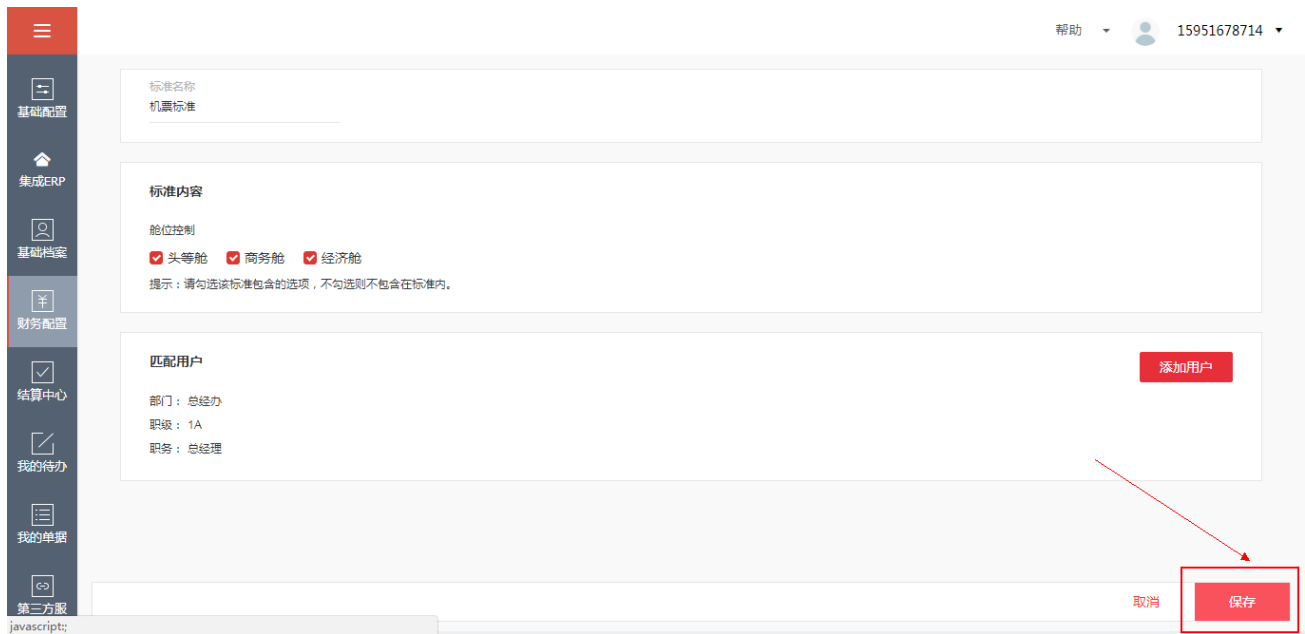 帮助
15951678714
基础配置
集成ERP
基础档案
财务配置
结算中心
我的待办
我的单据
第三方服
标准名称
机票标准
标准内容
舱位控制
头等舱 商务舱 经济舱
提示：请勾选该标准包含的选项，不勾选则不包含在标准内。
匹配用户
添加用户
部门： 总经办
职级： 1A
职务： 总经理
取消
保存
javascript:;